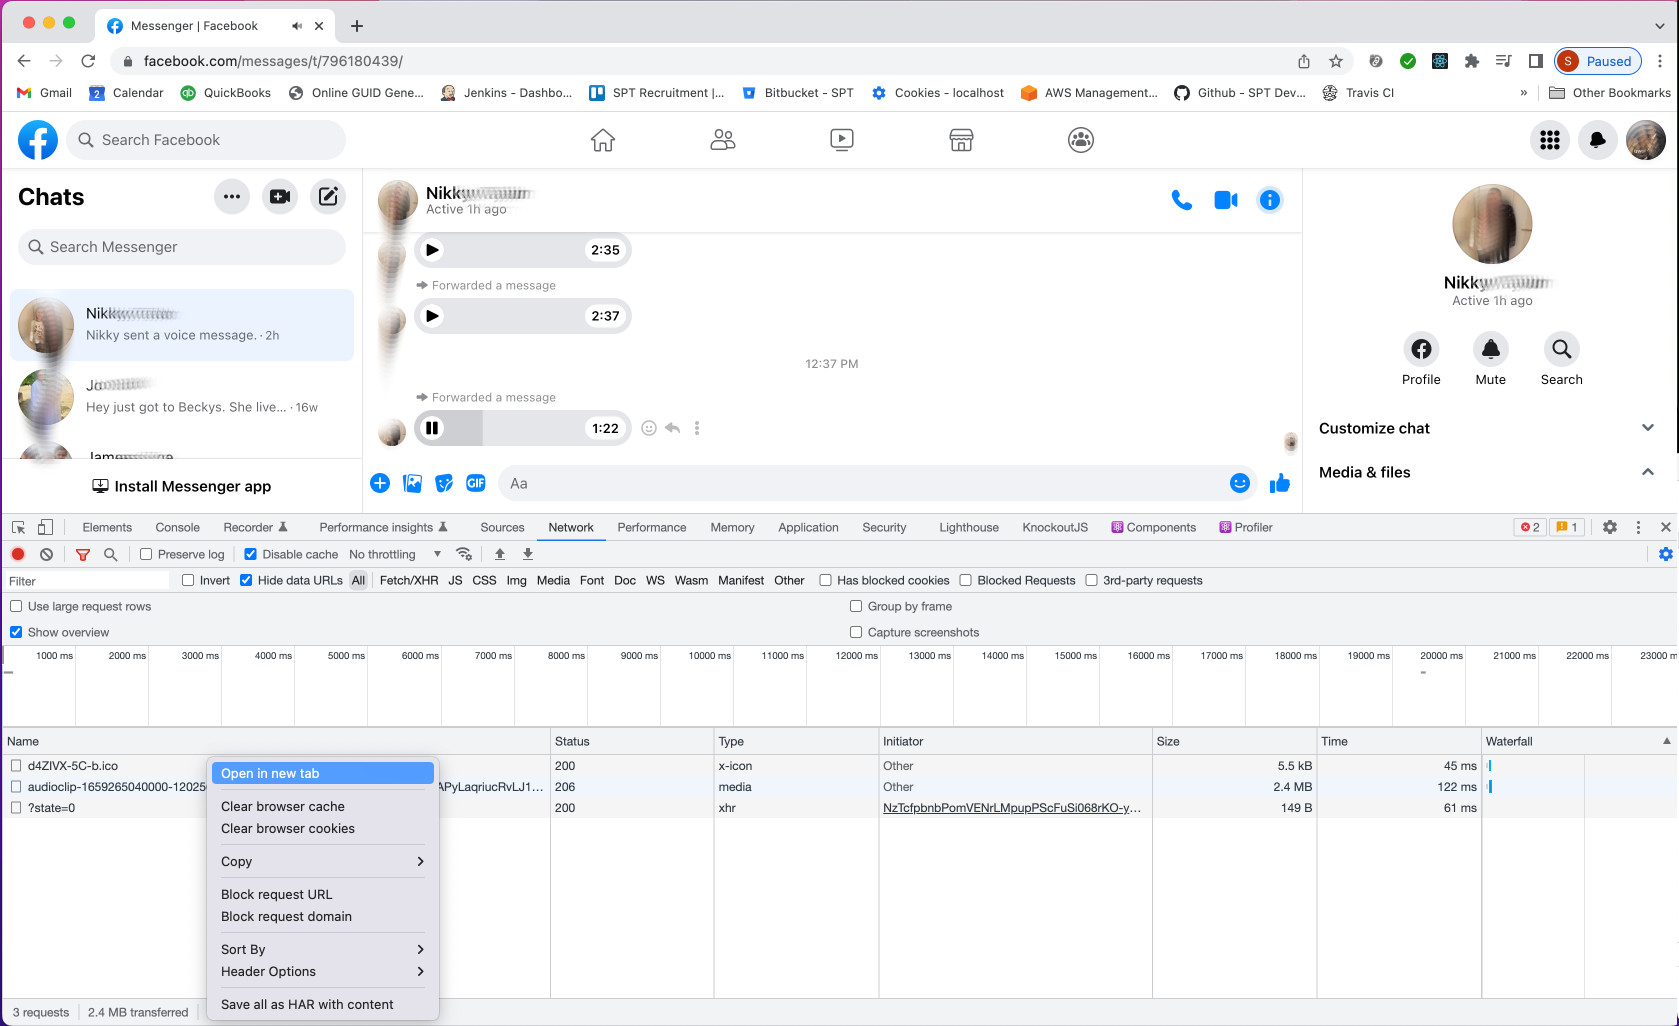 Messenger | Facebook
facebook.com/messages/t/796180439/
S Paused
Gmail 2 Calendar qb QuickBooks Online GUID Gene... Jenkins - Dashbo... SPT Recruitment |... Bitbucket - SPT Cookies - localhost AWS Management... Github - SPT Dev... Travis CI » Other Bookmarks
Search Facebook
Chats
Search Messenger
Nikky sent a voice message. · 2h
Hey just got to Beckys. She live... · 16w
Install Messenger app
Active 1h ago
2:35
Forwarded a message
2:37
12:37 PM
Forwarded a message
1:22
GIF Aa
Active 1h ago
Profile Mute Search
Customize chat
Media & files
Elements Console Recorder Performance insights Sources Network Performance Memory Application Security Lighthouse KnockoutJS Components Profiler 2 1
Preserve log Disable cache No throttling
Filter Invert Hide data URLs All Fetch/XHR JS CSS Img Media Font Doc WS Wasm Manifest Other Has blocked cookies Blocked Requests 3rd-party requests
Use large request rows Group by frame
Show overview Capture screenshots
1000 ms 2000 ms 3000 ms 4000 ms 5000 ms 6000 ms 7000 ms 8000 ms 9000 ms 10000 ms 11000 ms 12000 ms 13000 ms 14000 ms 15000 ms 16000 ms 17000 ms 18000 ms 19000 ms 20000 ms 21000 ms 22000 ms 23000 m
Name Status Type Initiator Size Time Waterfall
d4ZIVX-5C-b.ico 200 x-icon Other 5.5 kB 45 ms
audioclip-1659265040000-12025 APyLaqriucRvLJ1... 206 media Other 2.4 MB 122 ms
?state=0 200 xhr NzTcfpbnbPomVENrLMpupPScFuSi068rKO-y... 149 B 61 ms
Open in new tab
Clear browser cache
Clear browser cookies
Copy
Block request URL
Block request domain
Sort By
Header Options
Save all as HAR with content
3 requests 2.4 MB transferred